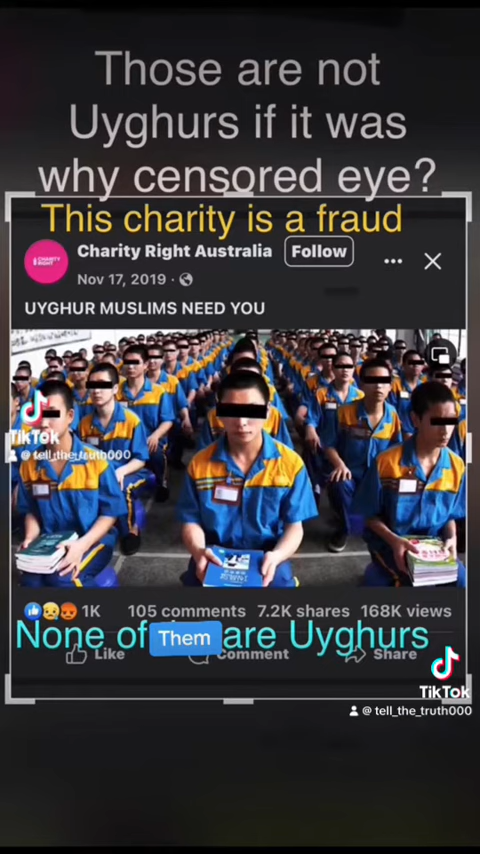 Those are not
Uyghurs if it was
why censored eye?
This charity is a fraud
CHARITY
RIGHT
Charity Right Australia
Follow
Nov 17, 2019 ·
UYGHUR MUSLIMS NEED YOU
TikTok
@ tell_the_truth000
1K 105 comments 7.2K shares 168K views
None of Them are Uyghurs
Like Comment Share
TikTok
@ tell_the_truth000